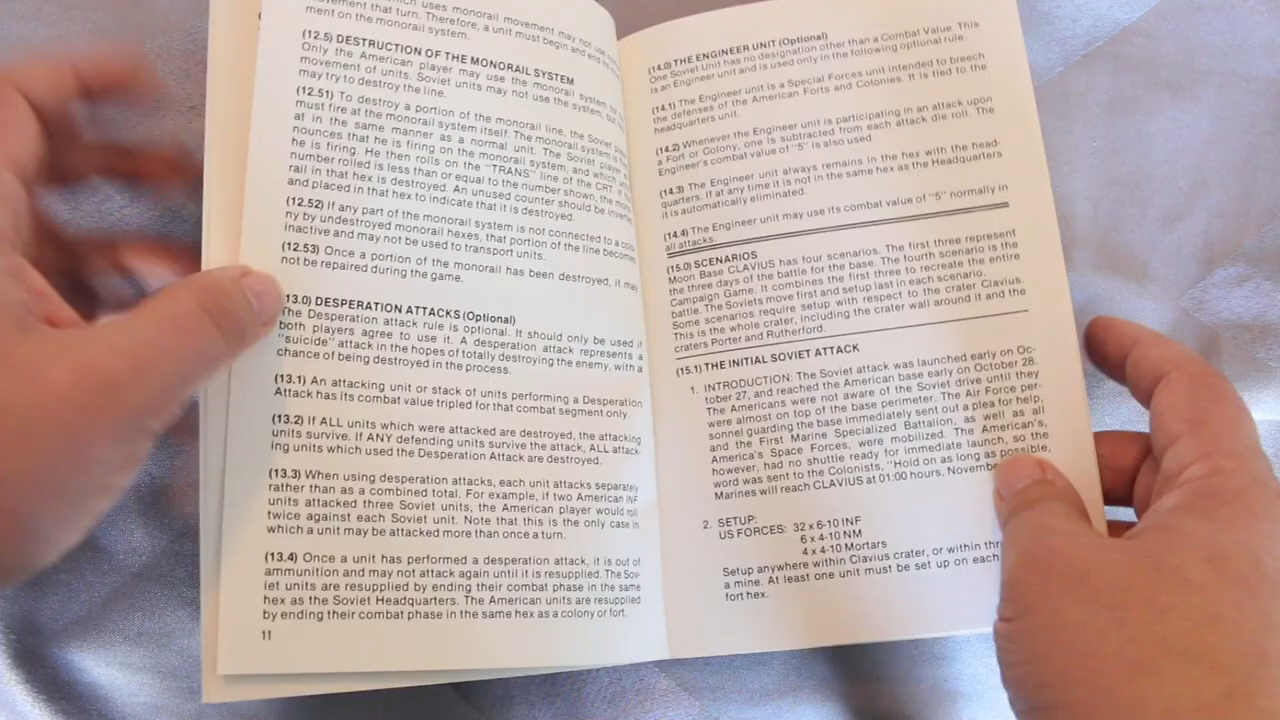 which uses monorail movement may not use
movement that turn. Therefore, a unit must begin and end its
ment on the monorail system.
(12.5) DESTRUCTION OF THE MONORAIL SYSTEM
Only the American player may use the monorail system for
movement of units. Soviet units may not use the system, but
may try to destroy the line.
(12.51) To destroy a portion of the monorail line, the Soviet
must fire at the monorail system itself. The monorail system is
at in the same manner as a normal unit. The Soviet player
nounces that he is firing on the monorail system, and which
he is firing. He then rolls on the "TRANS" line of the CRT. If
number rolled is less than or equal to the number shown, the
rail in that hex is destroyed. An unused counter should be
and placed in that hex to indicate that it is destroyed.
(12.52) If any part of the monorail system is not connected to a
ny by undestroyed monorail hexes, that portion of the line becomes
inactive and may not be used to transport units.
(12.53) Once a portion of the monorail has been destroyed, it may
not be repaired during the game.
13.0) DESPERATION ATTACKS (Optional)
The Desperation attack rule is optional. It should only be used if
both players agree to use it. A desperation attack represents a
"suicide" attack in the hopes of totally destroying the enemy, with a
chance of being destroyed in the process.
(13.1) An attacking unit or stack of units performing a Desperation
Attack has its combat value tripled for that combat segment only.
(13.2) If ALL units which were attacked are destroyed, the attacking
units survive. If ANY defending units survive the attack, ALL attack-
ing units which used the Desperation Attack are destroyed.
(13.3) When using desperation attacks, each unit attacks separately
rather than as a combined total. For example, if two American INF
units attacked three Soviet units, the American player would roll
twice against each Soviet unit. Note that this is the only case in
which a unit may be attacked more than once a turn.
(13.4) Once a unit has performed a desperation attack, it is out of
ammunition and may not attack again until it is resupplied. The Sov-
iet units are resupplied by ending their combat phase in the same
hex as the Soviet Headquarters. The American units are resupplied
by ending their combat phase in the same hex as a colony or fort.
11
(14.0) THE ENGINEER UNIT (Optional)
One Soviet Unit has no designation other than a Combat Value. This
is an Engineer unit and is used only in the following optional rule.
(14.1) The Engineer unit is a Special Forces unit intended to breech
the defenses of the American Forts and Colonies. It is tied to the
headquarters unit.
(14.2) Whenever the Engineer unit is participating in an attack upon
a Fort or Colony, one is subtracted from each attack die roll. The
Engineer's combat value of "5" is also used.
(14.3) The Engineer unit always remains in the hex with the head-
quarters. If at any time it is not in the same hex as the Headquarters
it is automatically eliminated.
(14.4) The Engineer unit may use its combat value of "5" normally in
all attacks.
(15.0) SCENARIOS
Moon Base CLAVIUS has four scenarios. The first three represent
the three days of the battle for the base. The fourth scenario is the
Campaign Game. It combines the first three to recreate the entire
battle. The Soviets move first and setup last in each scenario.
Some scenarios require setup with respect to the crater Clavius.
This is the whole crater, including the crater wall around it and the
craters Porter and Rutherford.
(15.1) THE INITIAL SOVIET ATTACK
1. INTRODUCTION: The Soviet attack was launched early on Oc-
tober 27, and reached the American base early on October 28.
The Americans were not aware of the Soviet drive until they
were almost on top of the base perimeter. The Air Force per-
sonnel guarding the base immediately sent out a plea for help,
and the First Marine Specialized Battalion, as well as all
America's Space Forces, were mobilized. The American's,
however, had no shuttle ready for immediate launch, so the
word was sent to the Colonists, "Hold on as long as possible,
Marines will reach CLAVIUS at 01:00 hours, Novembe
2. SETUP:
US FORCES: 32 x 6-10 INF
6 x 4-10 NM
4 x 4-10 Mortars
Setup anywhere within Clavius crater, or within
a mine. At least one unit must be set up on each
fort hex.